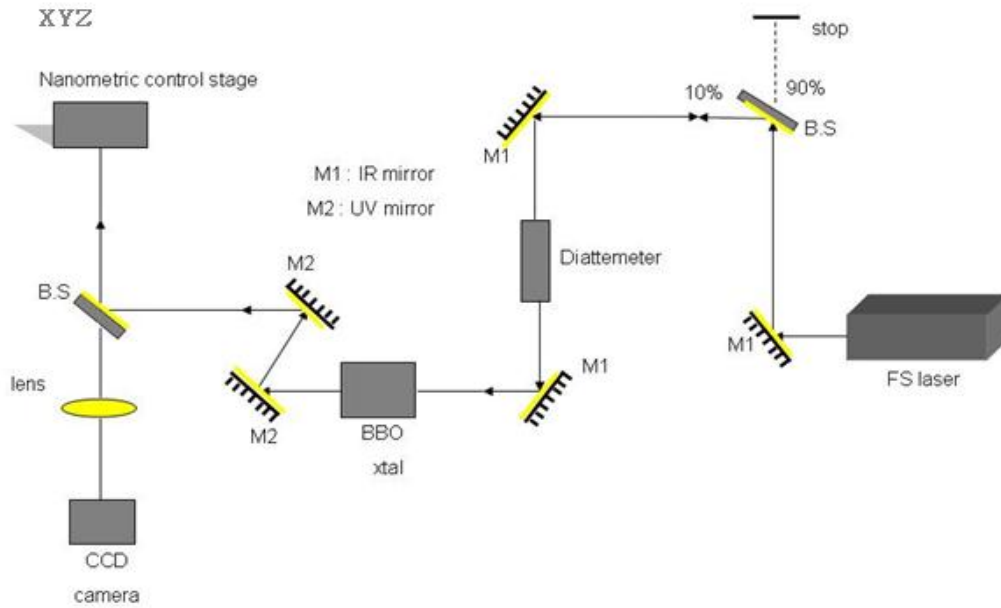 XYZ
Nanometric control stage
stop
10%
90%
B.S
M1
M1 : IR mirror
M2 : UV mirror
Diattemeter
M2
B.S
M1
FS laser
M1
lens
M2
BBO
xtal
CCD
camera